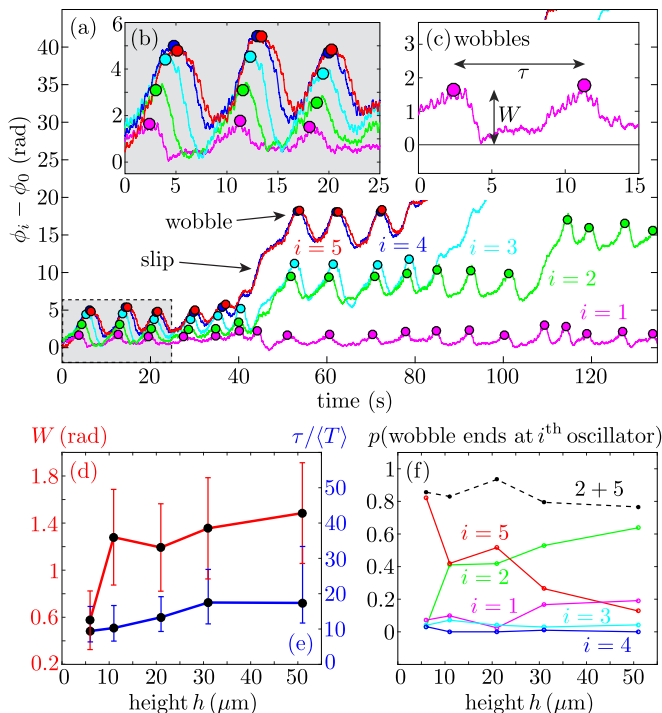 (a)
45
40
35
30
25
20
15
10
5
0
ϕi − ϕ0 (rad)
0 20 40 60 80 100 120
time (s)
(b)
6
4
2
0
0 5 10 15 20 25
(c) wobbles
3
2
1
0
0 5 10 15
τ
W
wobble
slip
i = 5
i = 4
i = 3
i = 2
i = 1
W (rad)
τ/⟨T⟩
(d)
1.8
1.4
1
0.6
0.2
50
40
30
20
10
0
(e)
0 10 20 30 40 50
height h (μm)
p(wobble ends at ith oscillator)
(f)
1
0.8
0.6
0.4
0.2
0
2 + 5
i = 5
i = 2
i = 1
i = 3
i = 4
0 10 20 30 40 50
height h (μm)